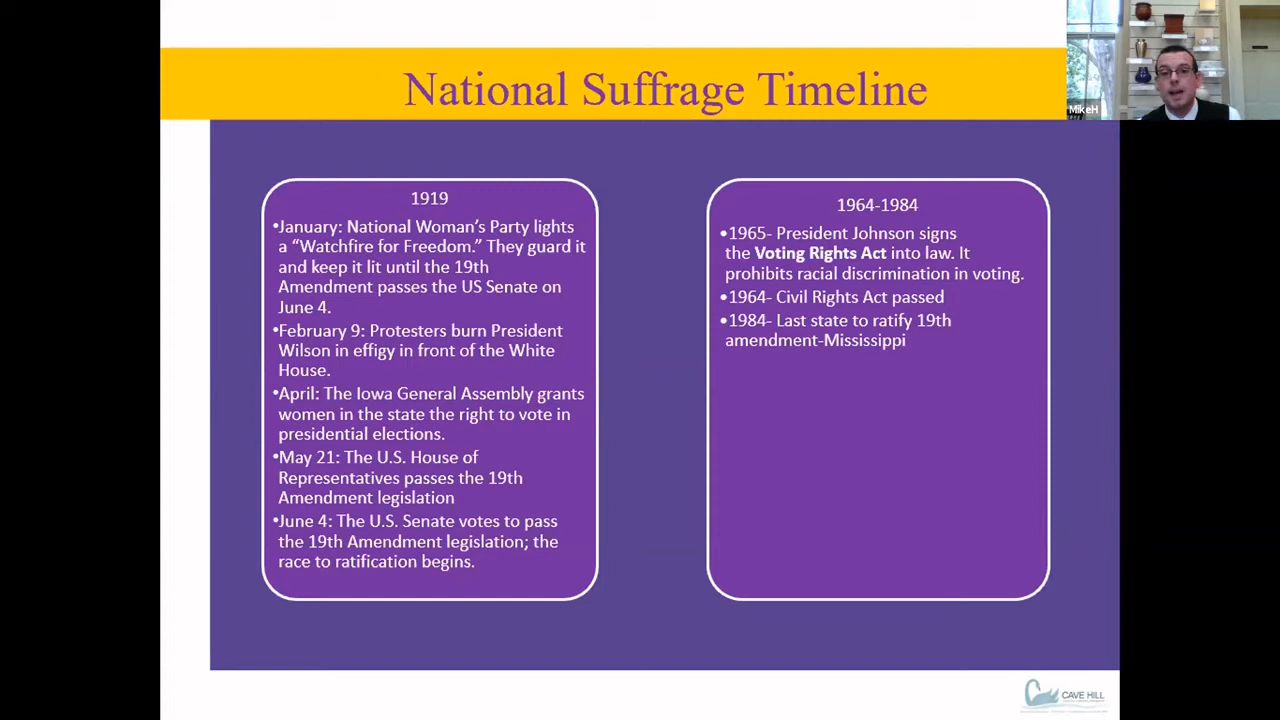 National Suffrage Timeline
MikeH
1919
•January: National Woman's Party lights
a “Watchfire for Freedom.” They guard it
and keep it lit until the 19th
Amendment passes the US Senate on
June 4.
•February 9: Protesters burn President
Wilson in effigy in front of the White
House.
•April: The Iowa General Assembly grants
women in the state the right to vote in
presidential elections.
•May 21: The U.S. House of
Representatives passes the 19th
Amendment legislation
•June 4: The U.S. Senate votes to pass
the 19th Amendment legislation; the
race to ratification begins.
1964-1984
•1965- President Johnson signs
the Voting Rights Act into law. It
prohibits racial discrimination in voting.
•1964- Civil Rights Act passed
•1984- Last state to ratify 19th
amendment-Mississippi
CAVE HILL